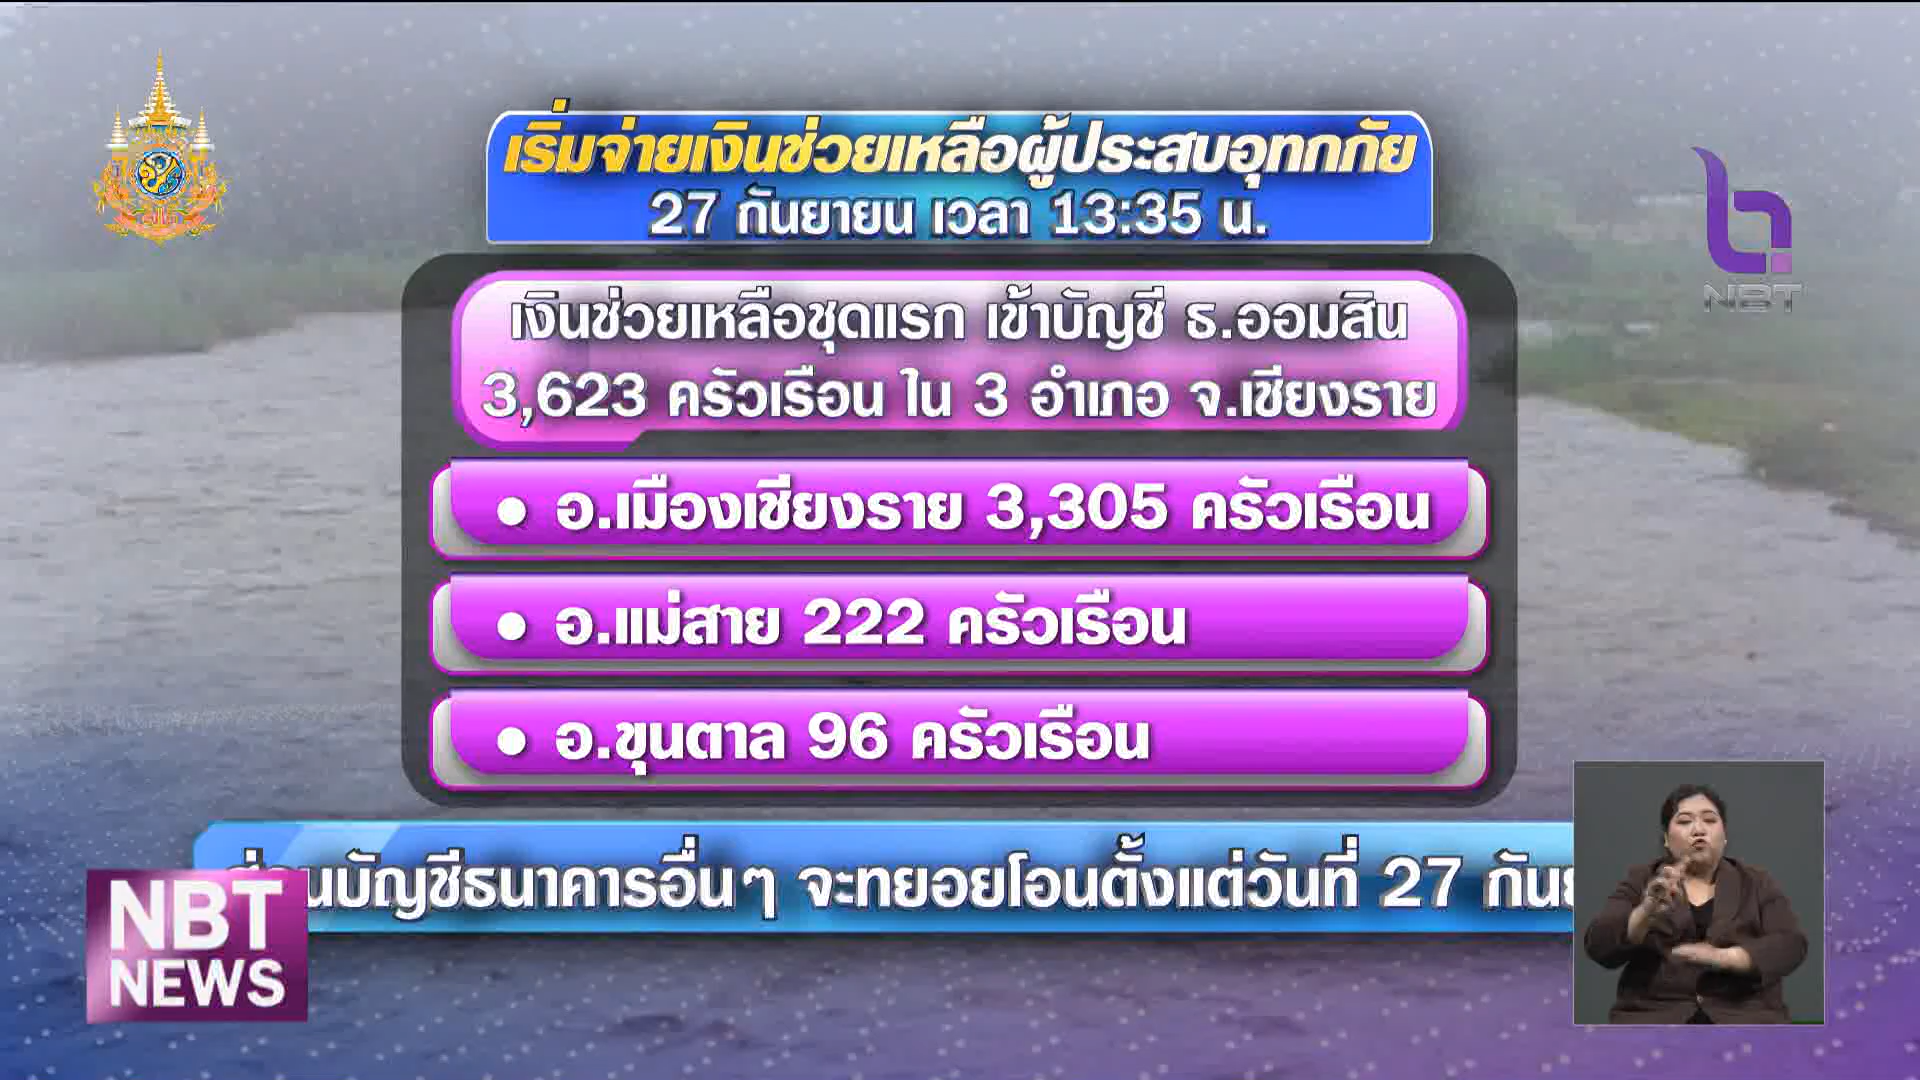 เริ่มจ่ายเงินช่วยเหลือผู้ประสบอุทกภัย
27 กันยายน เวลา 13:35 น.
NBT
เงินช่วยเหลือชุดแรก เข้าบัญชี ธ.ออมสิน
3,623 ครัวเรือน ใน 3 อำเภอ จ.เชียงราย
• อ.เมืองเชียงราย 3,305 ครัวเรือน
• อ.แม่สาย 222 ครัวเรือน
• อ.ขุนตาล 96 ครัวเรือน
ส่วนบัญชีธนาคารอื่นๆ จะทยอยโอนตั้งแต่วันที่ 27
NBT
NEWS